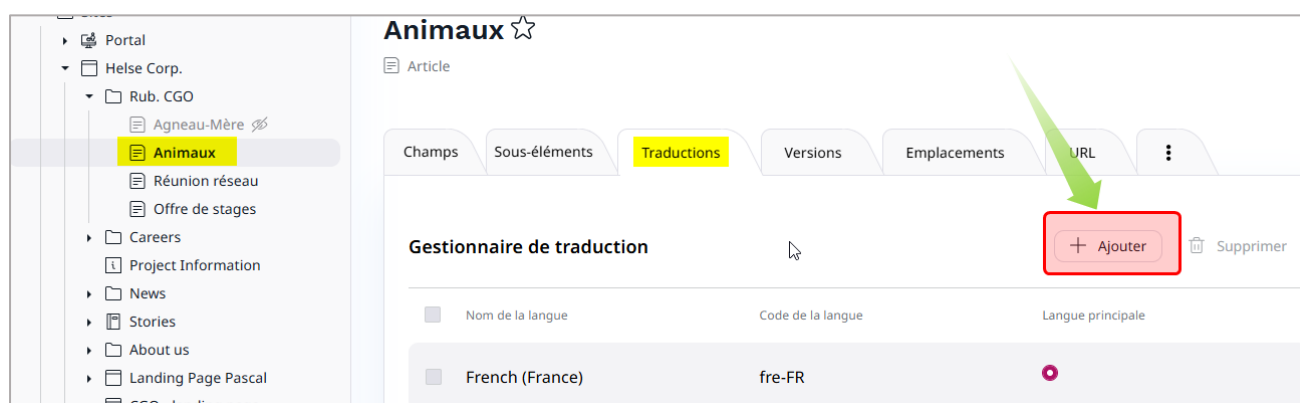 Animaux
Portal
Article
Helse Corp.
Rub. CGO
Agneau-Mère
Animaux
Réunion réseau
Offre de stages
Careers
Project Information
News
Stories
About us
Landing Page Pascal
Champs Sous-éléments Traductions Versions Emplacements URL
Gestionnaire de traduction
+ Ajouter Supprimer
Nom de la langue Code de la langue Langue principale
French (France) fre-FR